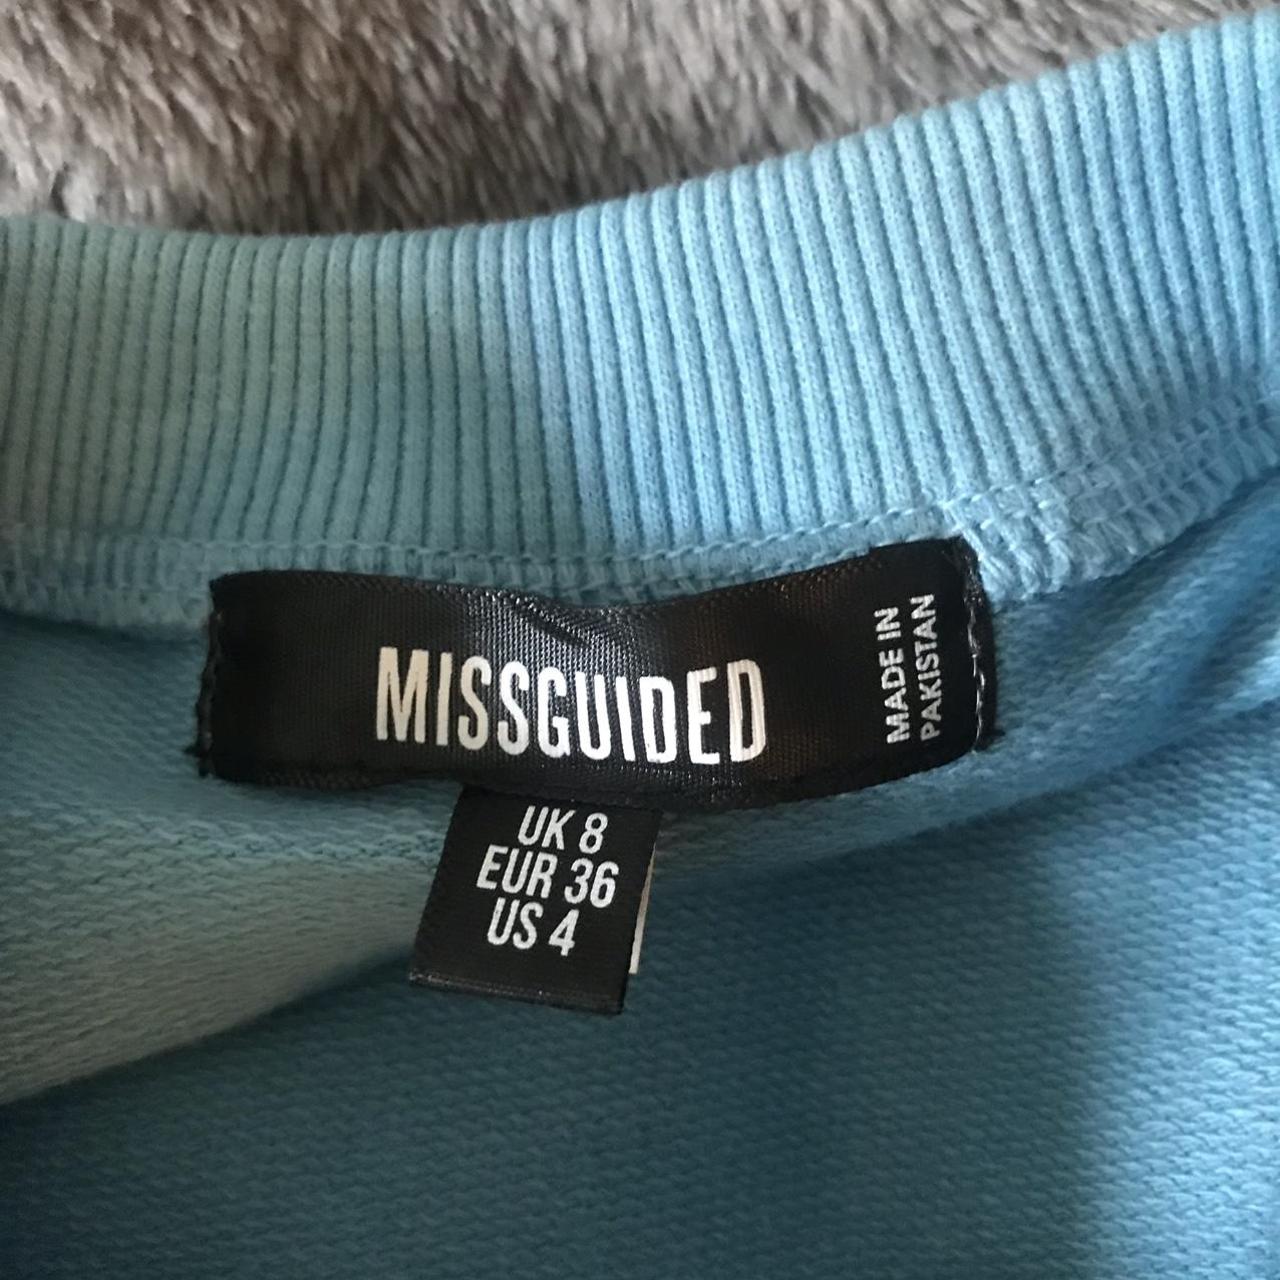 MISSGUIDED
MADE IN
PAKISTAN
UK 8
EUR 36
US 4